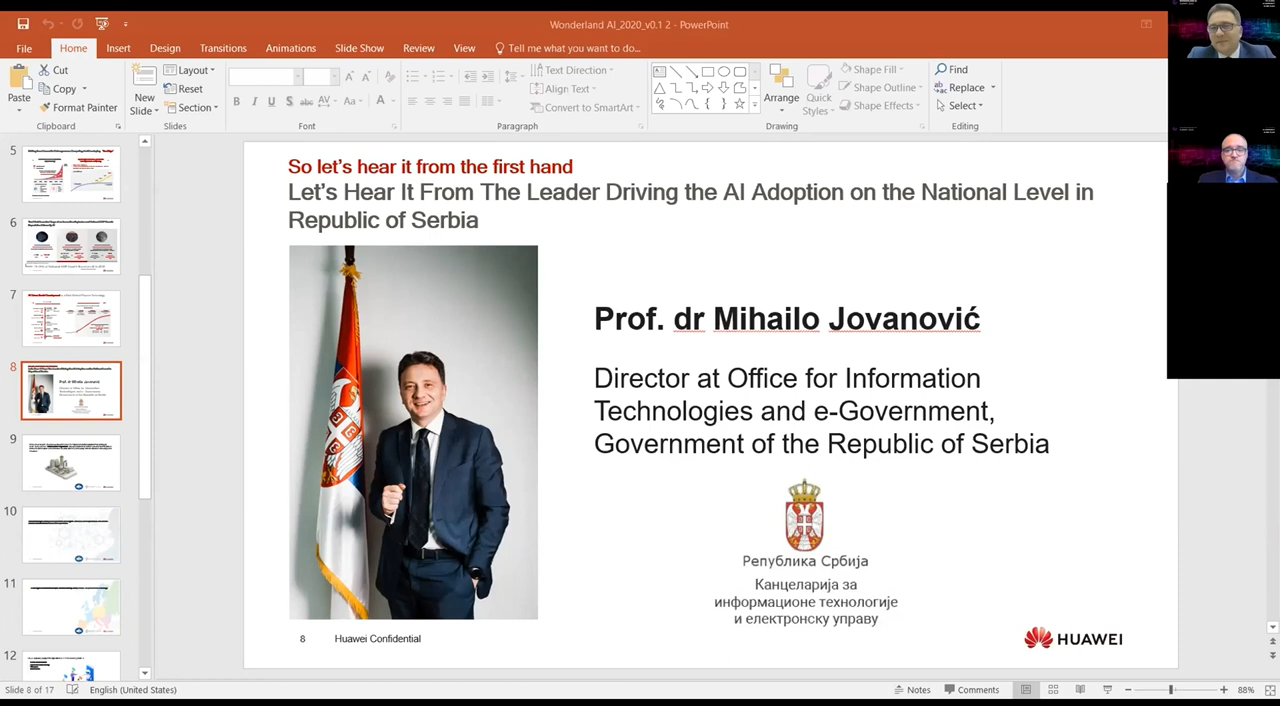 Wonderland AI_2020_v0.1 2 - PowerPoint
File Home Insert Design Transitions Animations Slide Show Review View Tell me what you want to do...
Paste
Cut
Copy
Format Painter
Clipboard
New
Slide
Layout
Reset
Section
Slides
B I U S abc AV Aa A
Font
Text Direction
Align Text
Convert to SmartArt
Paragraph
Arrange
Quick
Styles
Shape Fill
Shape Outline
Shape Effects
Drawing
Find
Replace
Select
Editing
5
6
7
8
9
10
11
12
So let's hear it from the first hand
Let's Hear It From The Leader Driving the AI Adoption on the National Level in
Republic of Serbia
Prof. dr Mihailo Jovanović
Director at Office for Information
Technologies and e-Government,
Government of the Republic of Serbia
Република Србија
Канцеларија за
информационе технологије
и електронску управу
8 Huawei Confidential
HUAWEI
Slide 8 of 17 English (United States) Notes Comments 88%